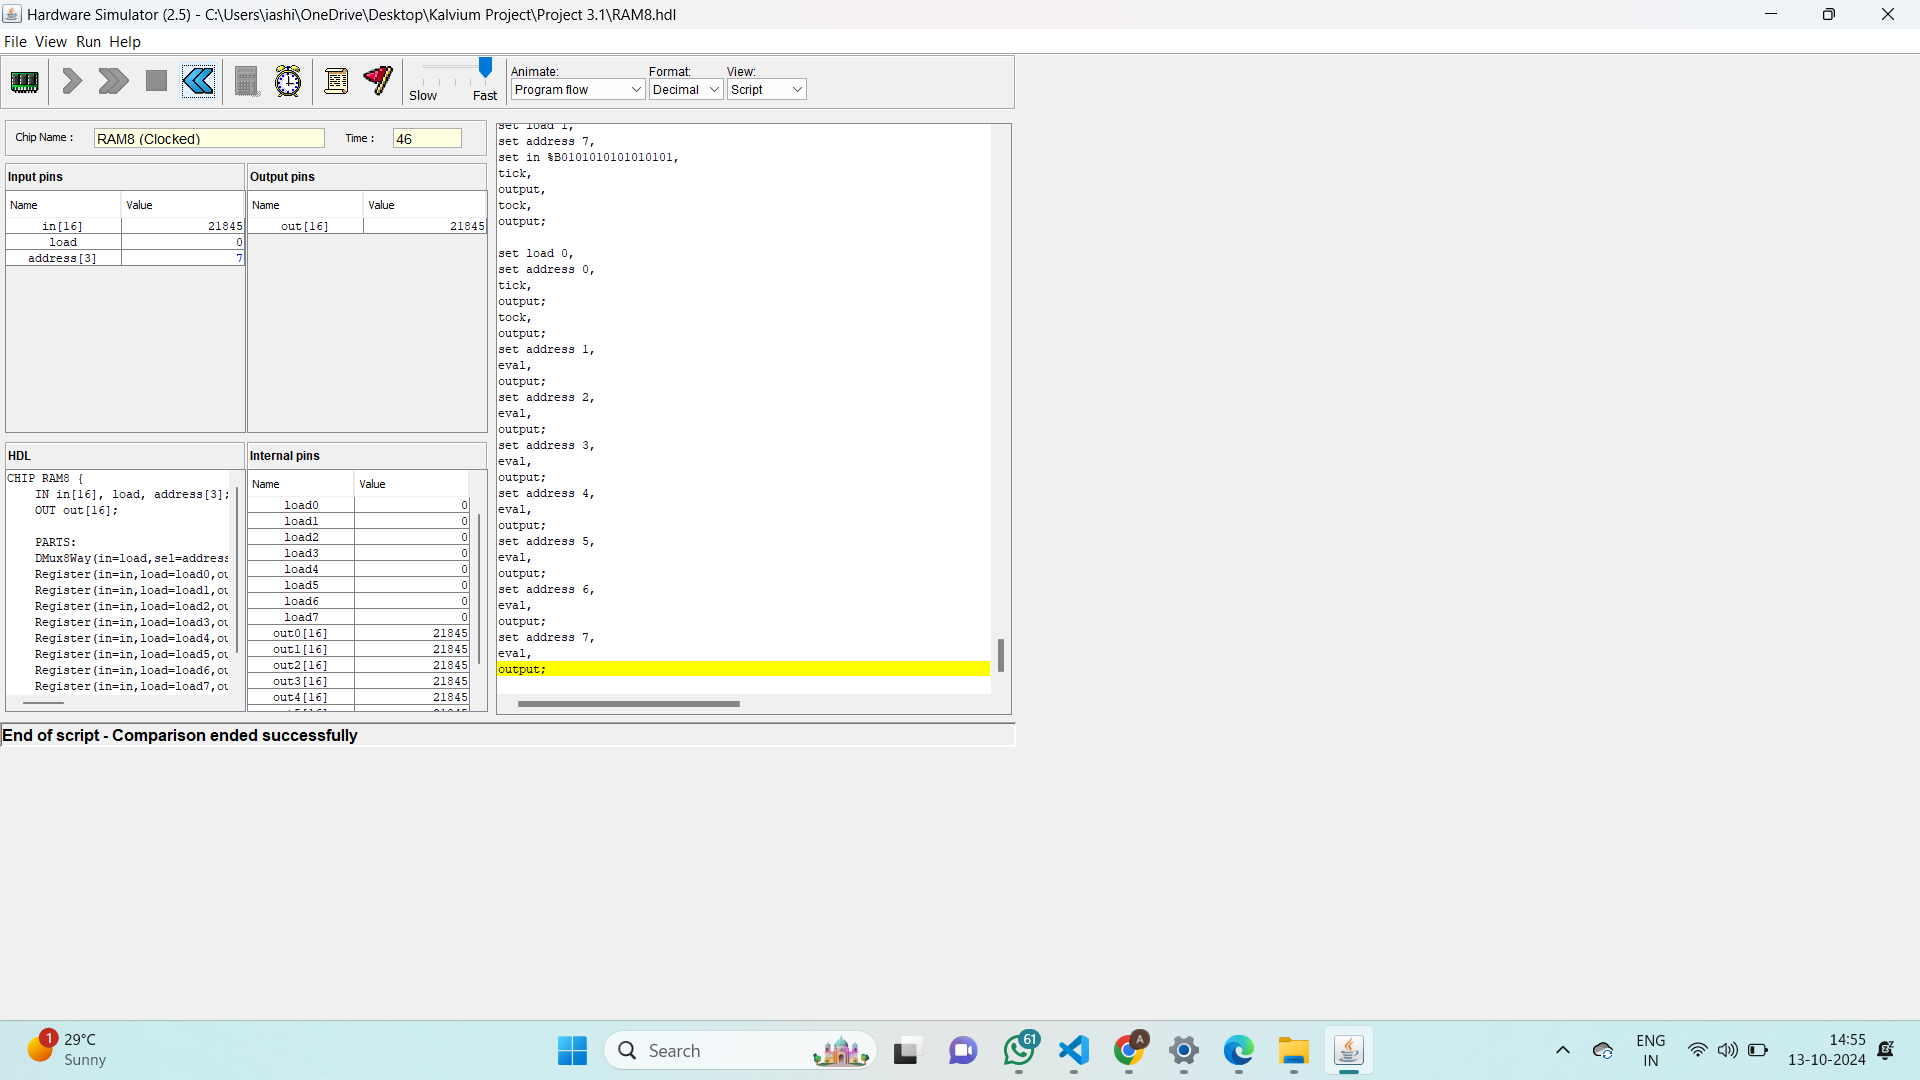 Hardware Simulator (2.5) - C:\Users\iashi\OneDrive\Desktop\Kalvium Project\Project 3.1\RAM8.hdl
File View Run Help
Slow Fast
Animate: Format: View:
Program flow Decimal Script
Chip Name : RAM8 (Clocked) Time : 46
Input pins
Name Value
in[16] 21845
load 0
address[3] 7
Output pins
Name Value
out[16] 21845
HDL
CHIP RAM8 {
IN in[16], load, address[3];
OUT out[16];
PARTS:
DMux8Way(in=load,sel=address
Register(in=in,load=load0,ou
Register(in=in,load=load1,ou
Register(in=in,load=load2,ou
Register(in=in,load=load3,ou
Register(in=in,load=load4,ou
Register(in=in,load=load5,ou
Register(in=in,load=load6,ou
Register(in=in,load=load7,ou
Internal pins
Name Value
load0 0
load1 0
load2 0
load3 0
load4 0
load5 0
load6 0
load7 0
out0[16] 21845
out1[16] 21845
out2[16] 21845
out3[16] 21845
out4[16] 21845
set load 1,
set address 7,
set in %B0101010101010101,
tick,
output,
tock,
output;
set load 0,
set address 0,
tick,
output;
tock,
output;
set address 1,
eval,
output;
set address 2,
eval,
output;
set address 3,
eval,
output;
set address 4,
eval,
output;
set address 5,
eval,
output;
set address 6,
eval,
output;
set address 7,
eval,
output;
End of script - Comparison ended successfully
1
29°C
Sunny
Search
61
A
ENG
IN
14:55
13-10-2024